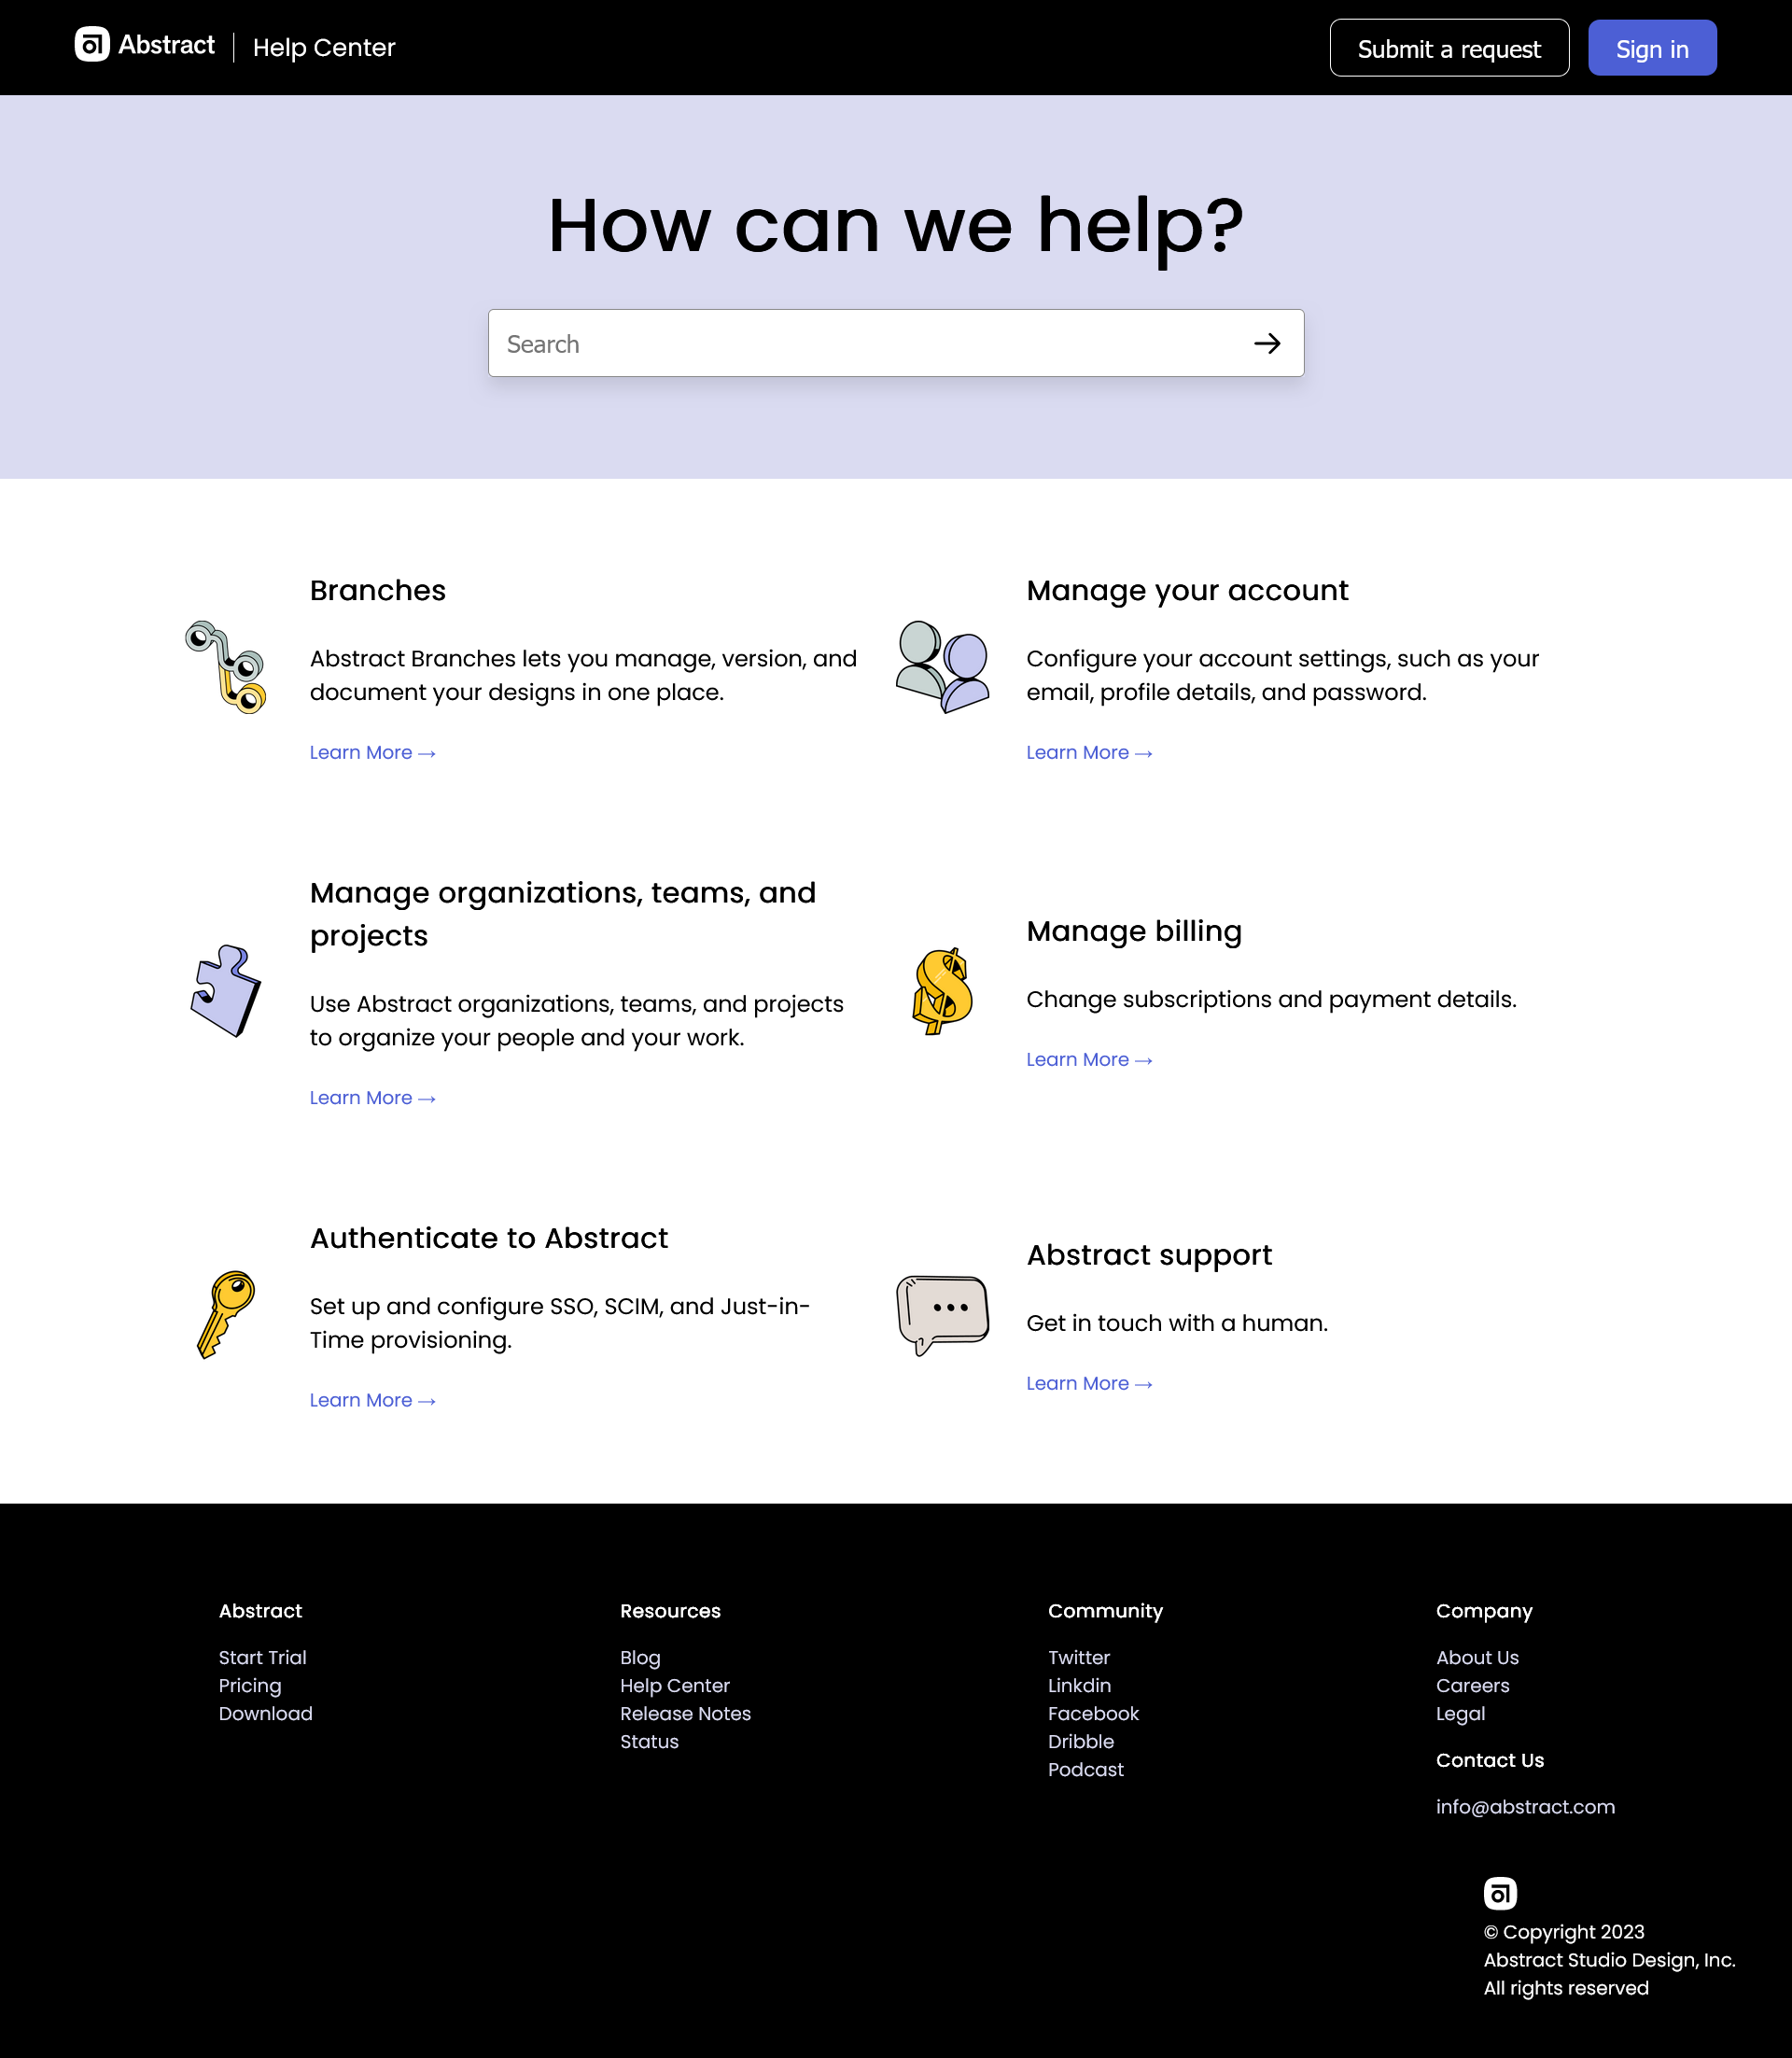 Abstract
Help Center
Submit a request
Sign in
How can we help?
Search
Branches
Abstract Branches lets you manage, version, and
document your designs in one place.
Learn More →
Manage your account
Configure your account settings, such as your
email, profile details, and password.
Learn More →
Manage organizations, teams, and
projects
Use Abstract organizations, teams, and projects
to organize your people and your work.
Learn More →
Manage billing
Change subscriptions and payment details.
Learn More →
Authenticate to Abstract
Set up and configure SSO, SCIM, and Just-in-
Time provisioning.
Learn More →
Abstract support
Get in touch with a human.
Learn More →
Abstract
Start Trial
Pricing
Download
Resources
Blog
Help Center
Release Notes
Status
Community
Twitter
Linkdin
Facebook
Dribble
Podcast
Company
About Us
Careers
Legal
Contact Us
info@abstract.com
© Copyright 2023
Abstract Studio Design, Inc.
All rights reserved